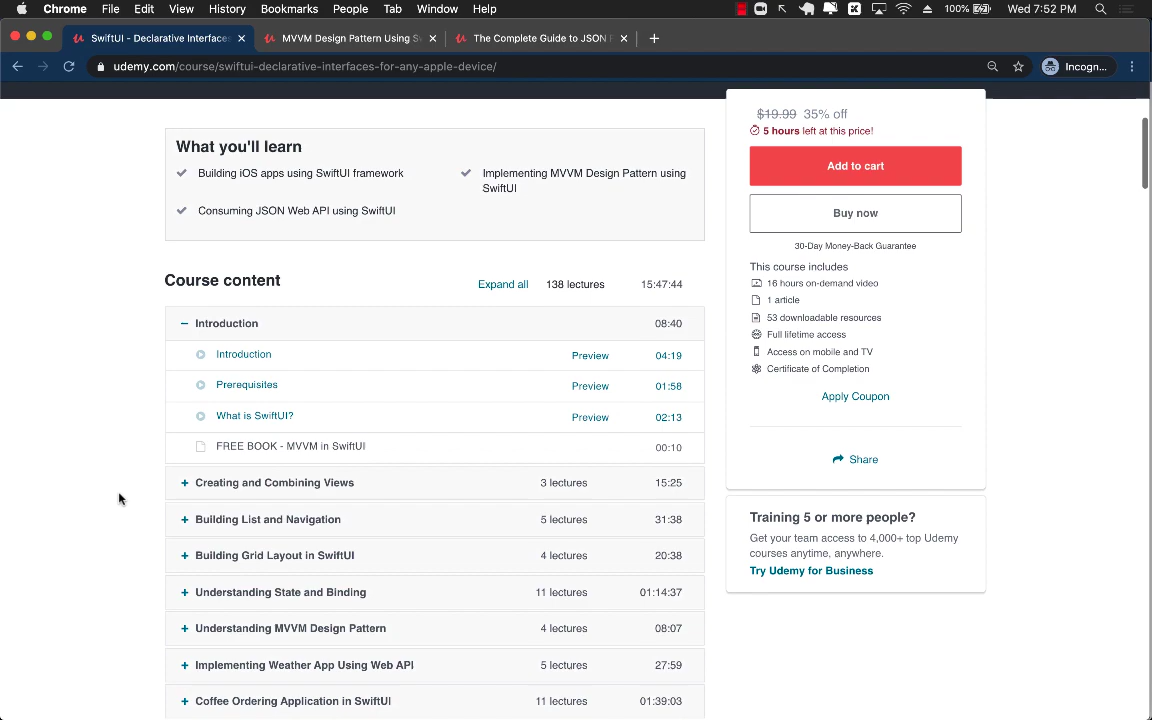 Chrome File Edit View History Bookmarks People Tab Window Help 100% Wed 7:52 PM
SwiftUI - Declarative Interfaces
MVVM Design Pattern Using S
The Complete Guide to JSON
udemy.com/course/swiftui-declarative-interfaces-for-any-apple-device/
Incogn...
What you'll learn
Building iOS apps using SwiftUI framework
Implementing MVVM Design Pattern using
SwiftUI
Consuming JSON Web API using SwiftUI
Course content
Expand all 138 lectures 15:47:44
Introduction 08:40
Introduction Preview 04:19
Prerequisites Preview 01:58
What is SwiftUI? Preview 02:13
FREE BOOK - MVVM in SwiftUI 00:10
Creating and Combining Views 3 lectures 15:25
Building List and Navigation 5 lectures 31:38
Building Grid Layout in SwiftUI 4 lectures 20:38
Understanding State and Binding 11 lectures 01:14:37
Understanding MVVM Design Pattern 4 lectures 08:07
Implementing Weather App Using Web API 5 lectures 27:59
Coffee Ordering Application in SwiftUI 11 lectures 01:39:03
$19.99 35% off
5 hours left at this price!
Add to cart
Buy now
30-Day Money-Back Guarantee
This course includes
16 hours on-demand video
1 article
53 downloadable resources
Full lifetime access
Access on mobile and TV
Certificate of Completion
Apply Coupon
Share
Training 5 or more people?
Get your team access to 4,000+ top Udemy
courses anytime, anywhere.
Try Udemy for Business